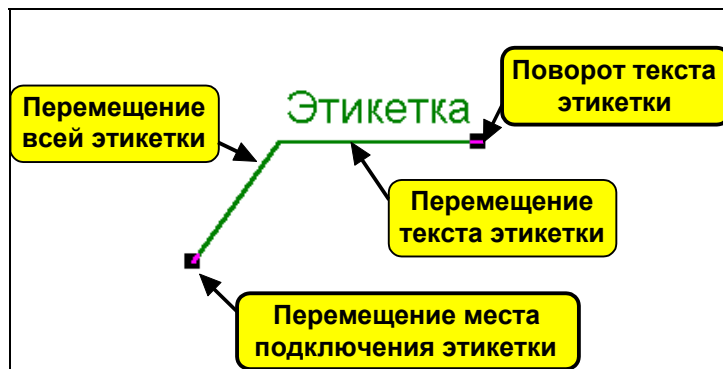 Поворот текста
этикетки
Этикетка
Перемещение
всей этикетки
Перемещение
текста этикетки
Перемещение места
подключения этикетки